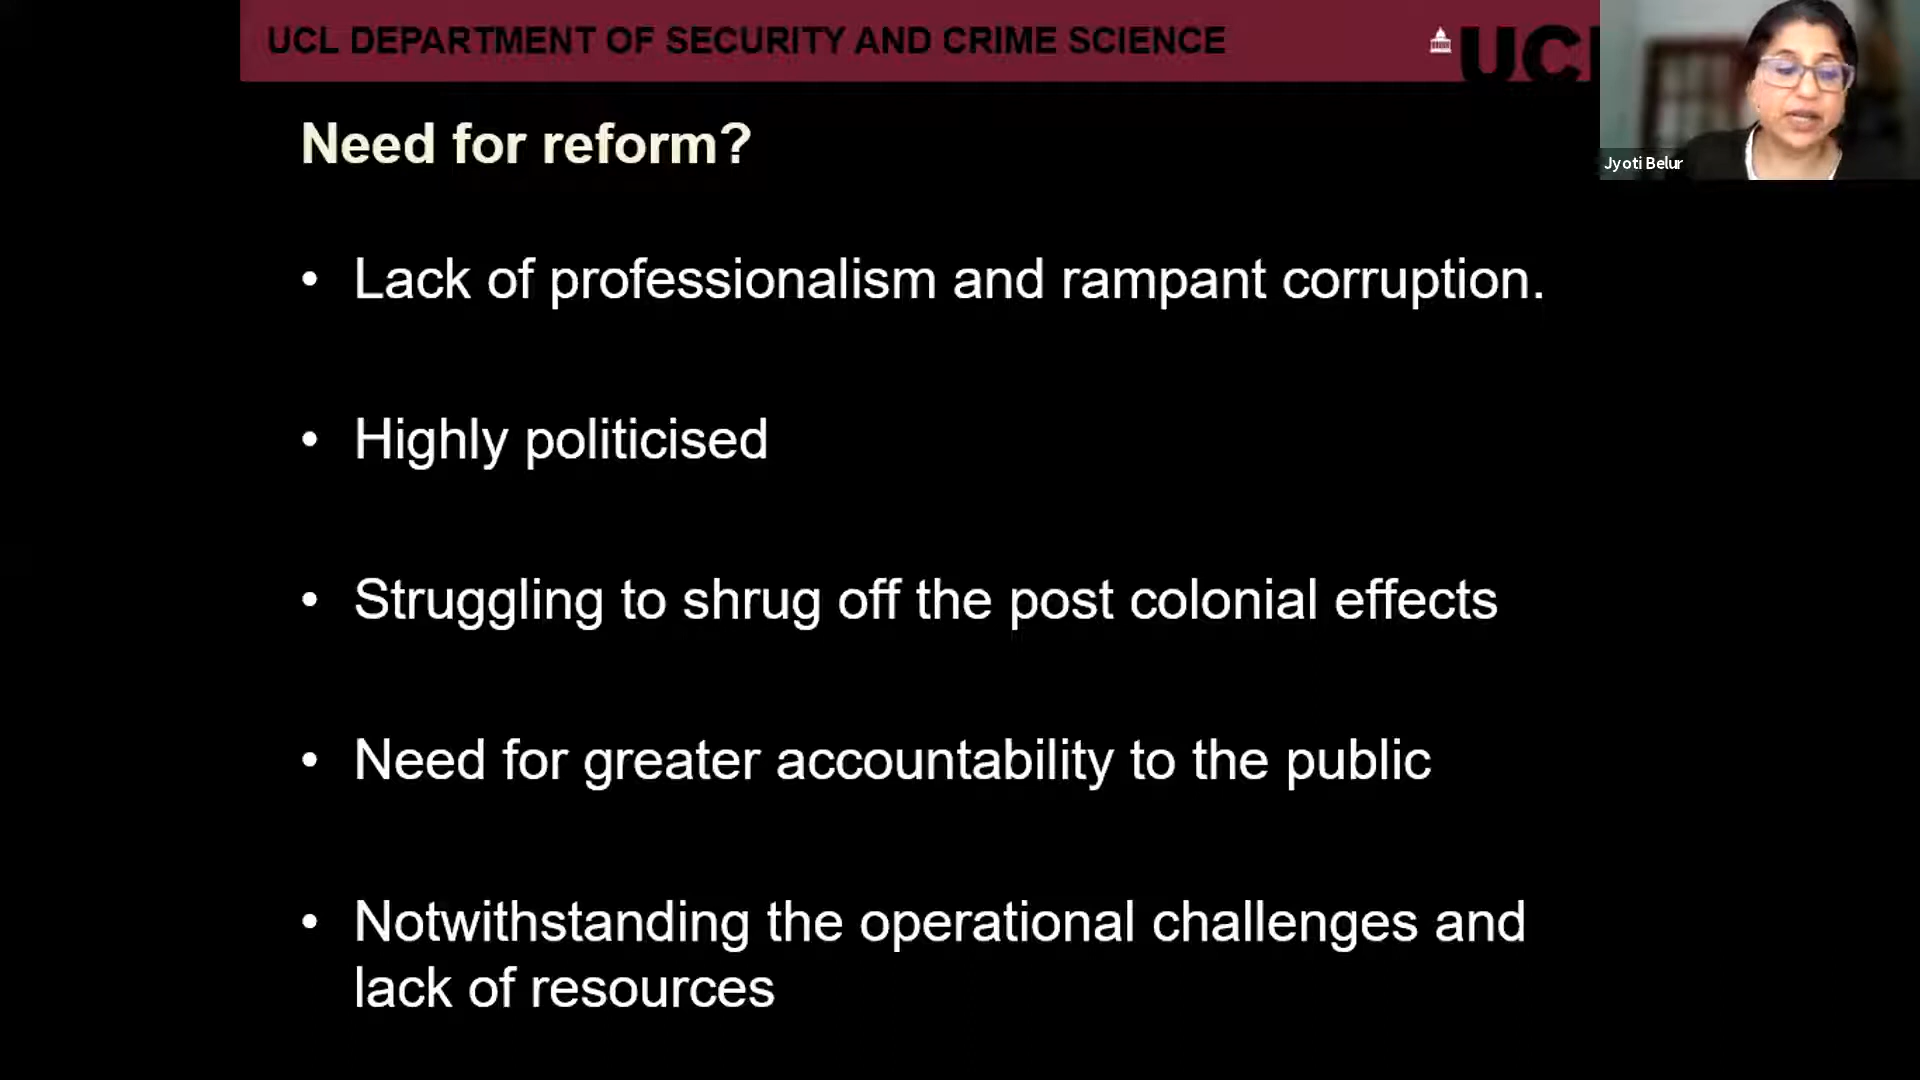 UCL DEPARTMENT OF SECURITY AND CRIME SCIENCE
UCL
Jyoti Belur
Need for reform?
• Lack of professionalism and rampant corruption.
• Highly politicised
• Struggling to shrug off the post colonial effects
• Need for greater accountability to the public
• Notwithstanding the operational challenges and
lack of resources